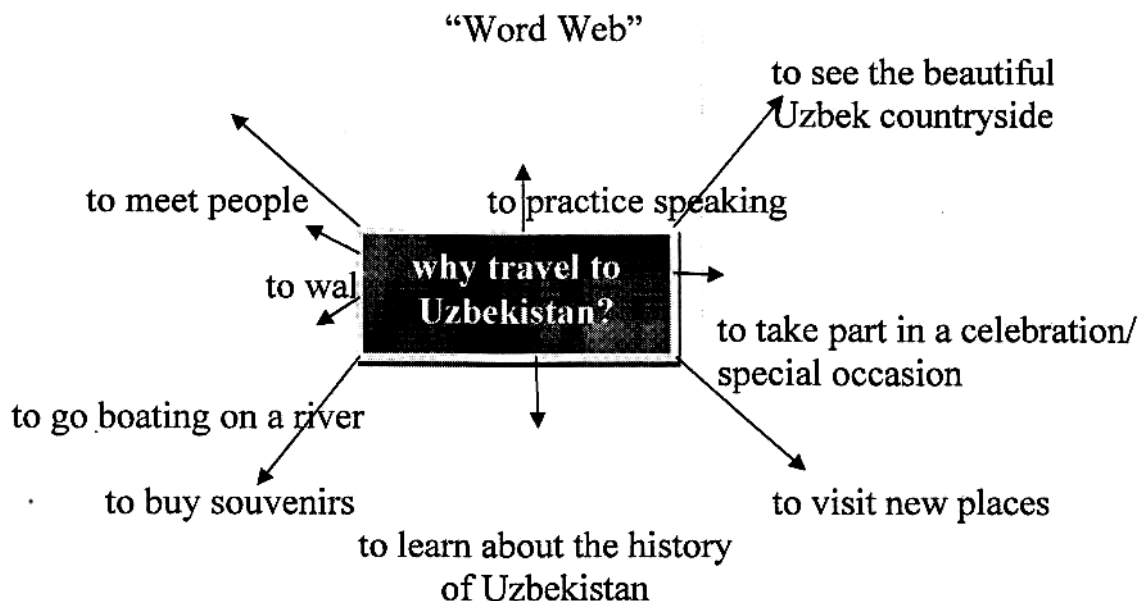 “Word Web”
to see the beautiful
Uzbek countryside
to meet people
to practice speaking
to wal
why travel to
Uzbekistan?
to take part in a celebration/
special occasion
to go boating on a river
to buy souvenirs
to visit new places
to learn about the history
of Uzbekistan